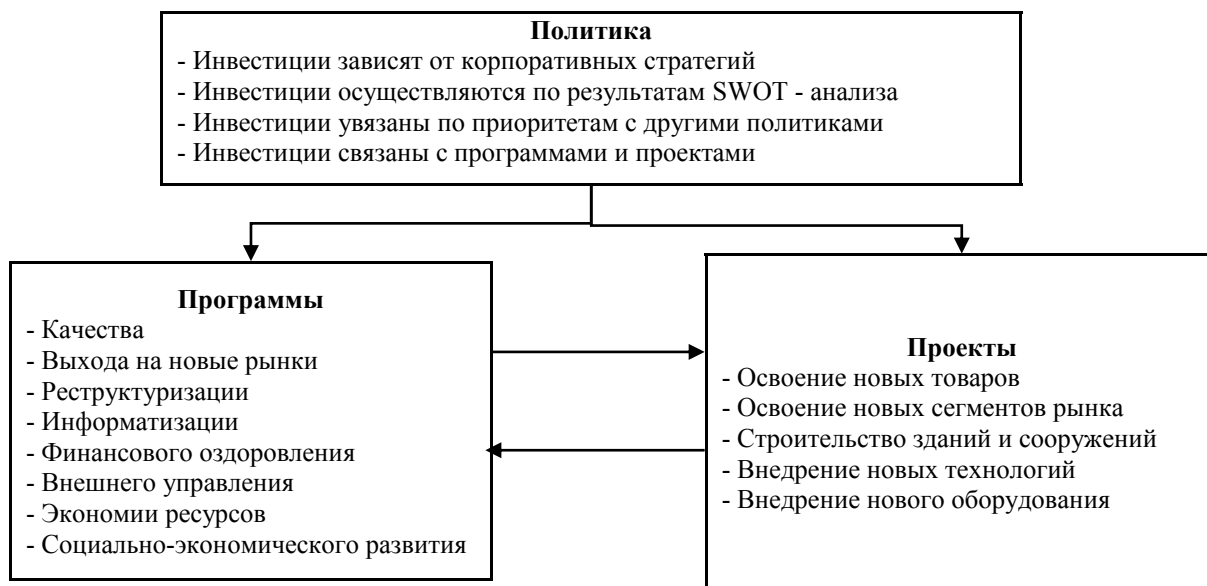 Политика
- Инвестиции зависят от корпоративных стратегий
- Инвестиции осуществляются по результатам SWOT - анализа
- Инвестиции увязаны по приоритетам с другими политиками
- Инвестиции связаны с программами и проектами
Программы
- Качества
- Выхода на новые рынки
- Реструктуризации
- Информатизации
- Финансового оздоровления
- Внешнего управления
- Экономии ресурсов
- Социально-экономического развития
Проекты
- Освоение новых товаров
- Освоение новых сегментов рынка
- Строительство зданий и сооружений
- Внедрение новых технологий
- Внедрение нового оборудования